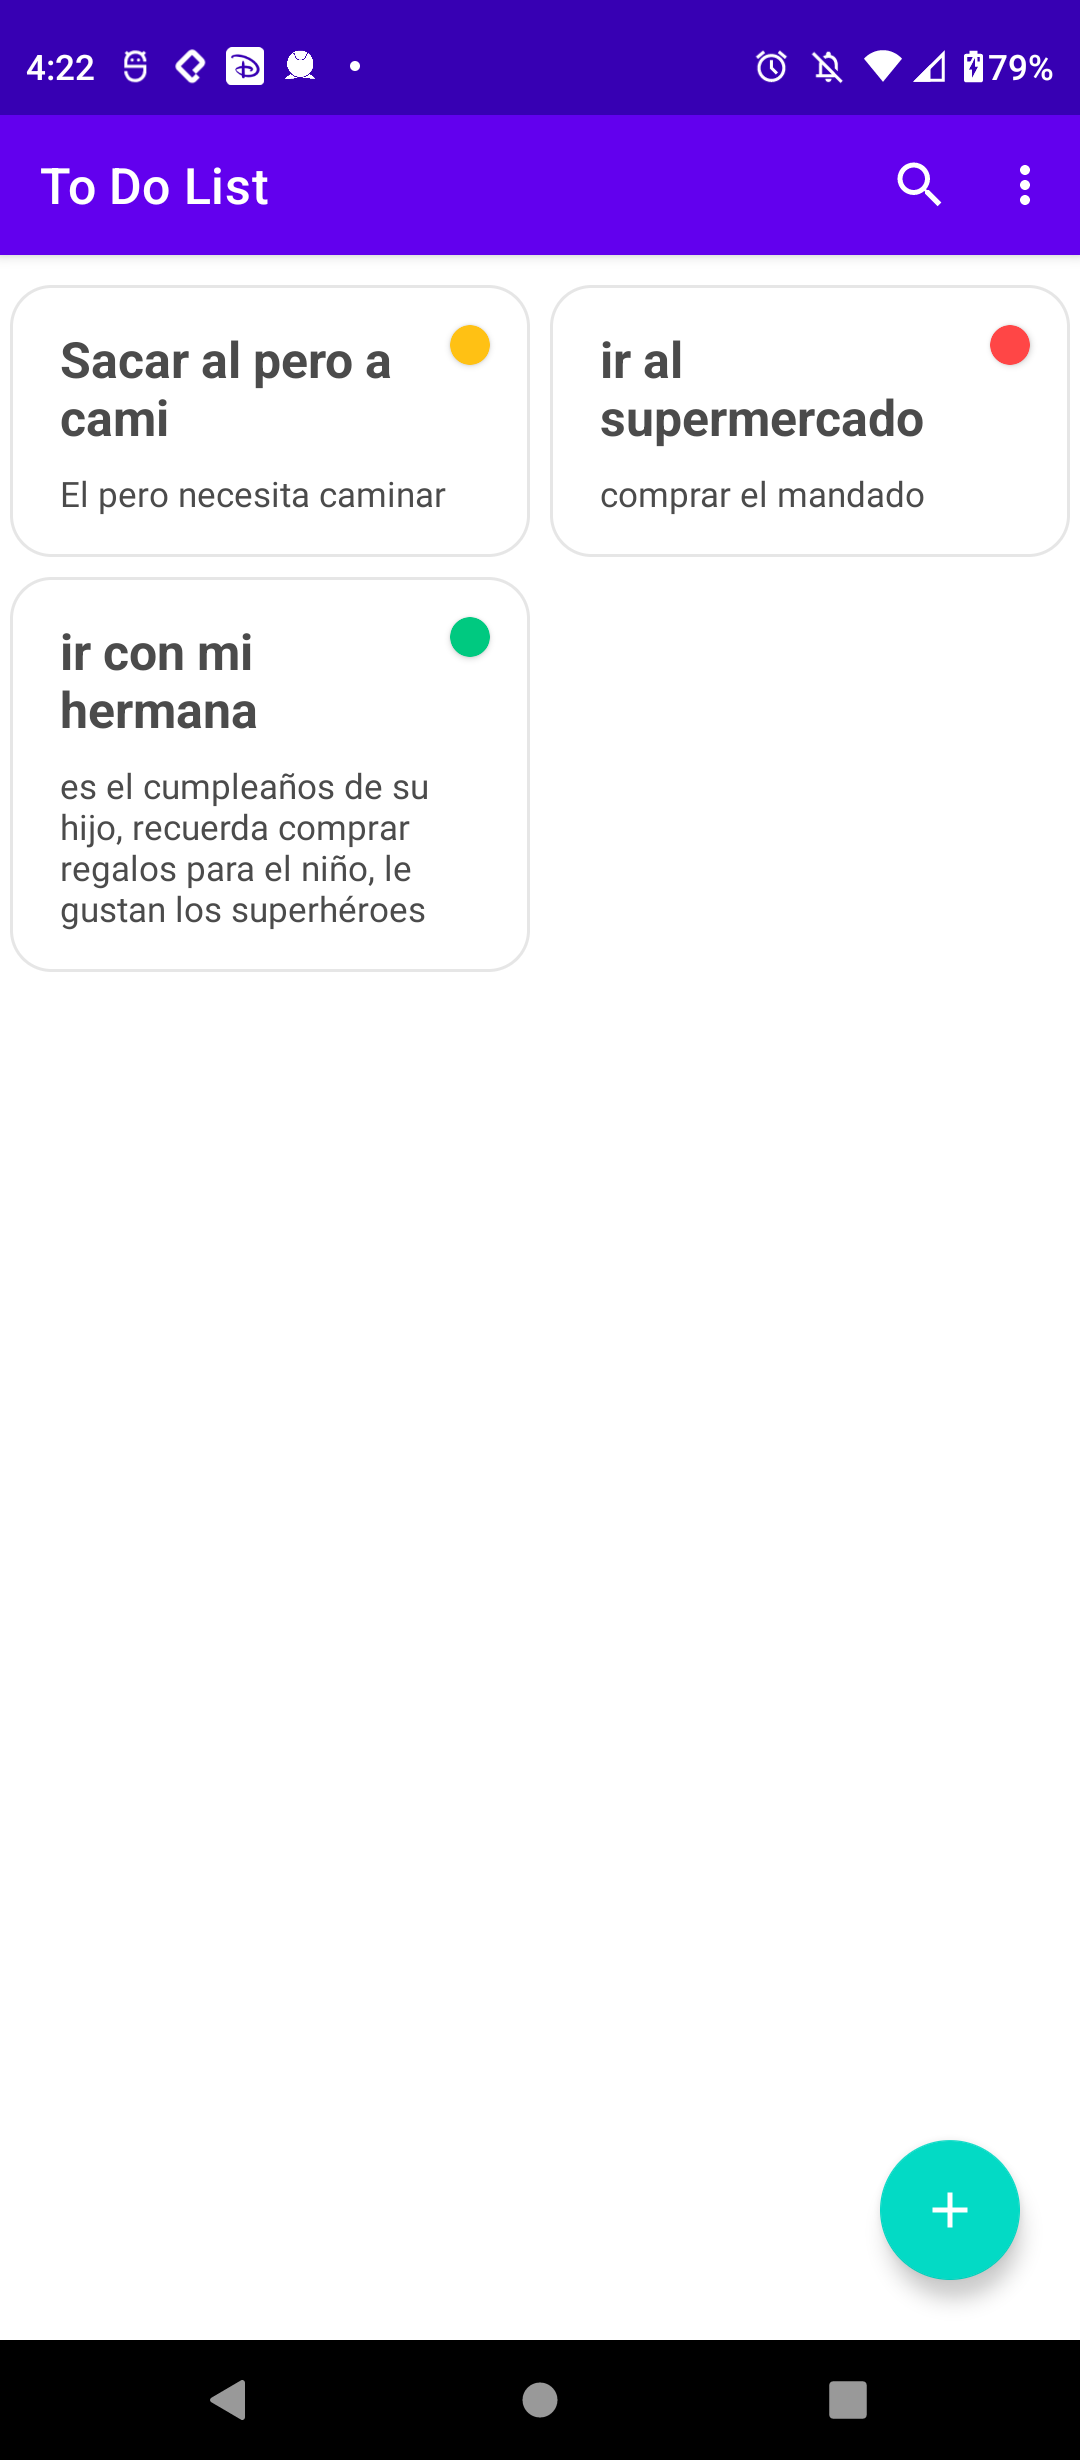 4:22
79%
To Do List
Sacar al pero a
cami
El pero necesita caminar
ir al
supermercado
comprar el mandado
ir con mi
hermana
es el cumpleaños de su
hijo, recuerda comprar
regalos para el niño, le
gustan los superhéroes